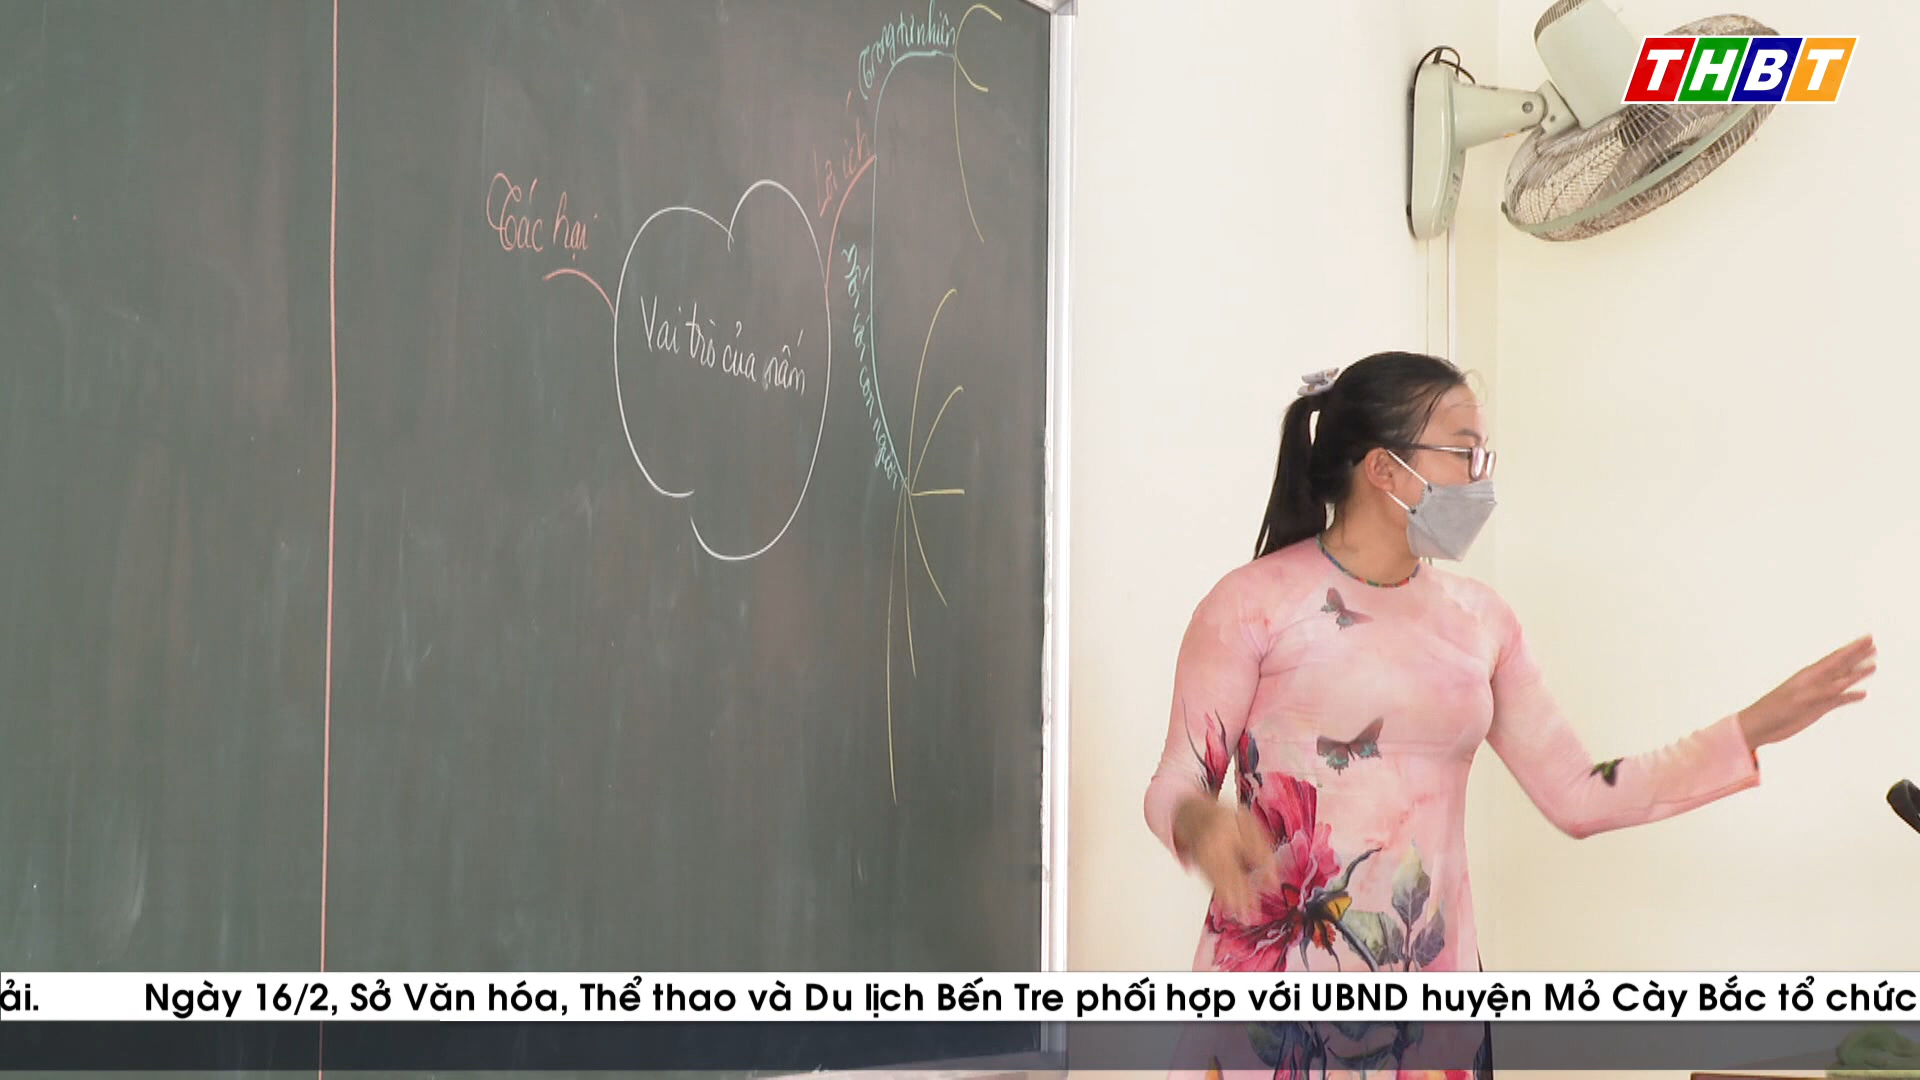 THBT
Trong tự nhiên
Lợi ích
Tác hại
Vai trò của nấm
Đối với con người
ải. Ngày 16/2, Sở Văn hóa, Thể thao và Du lịch Bến Tre phối hợp với UBND huyện Mỏ Cày Bắc tổ chức